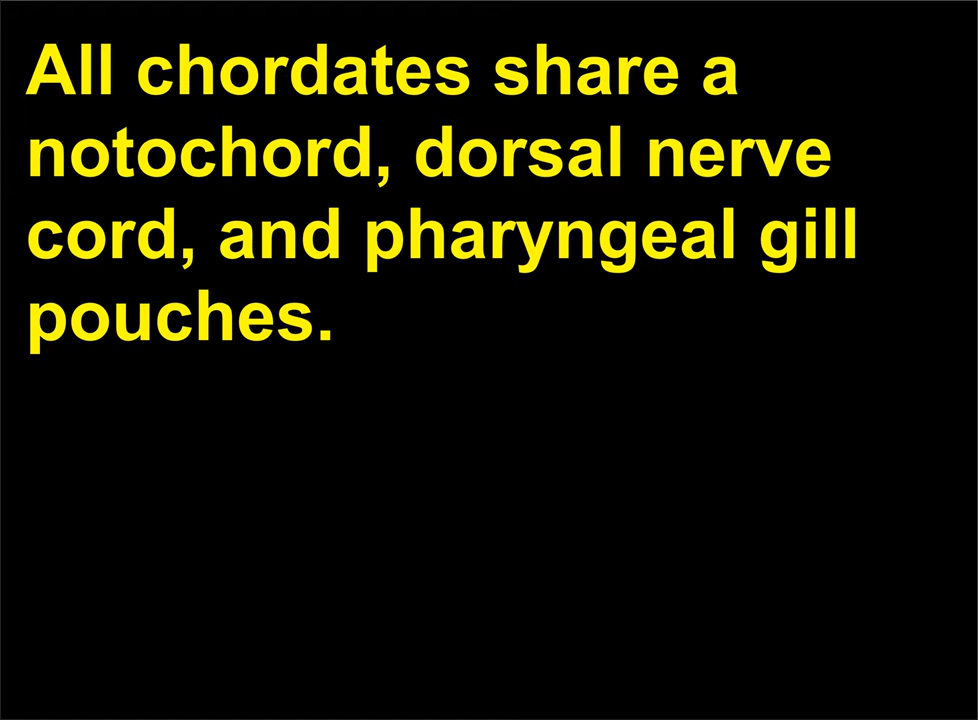 All chordates share a
notochord, dorsal nerve
cord, and pharyngeal gill
pouches.